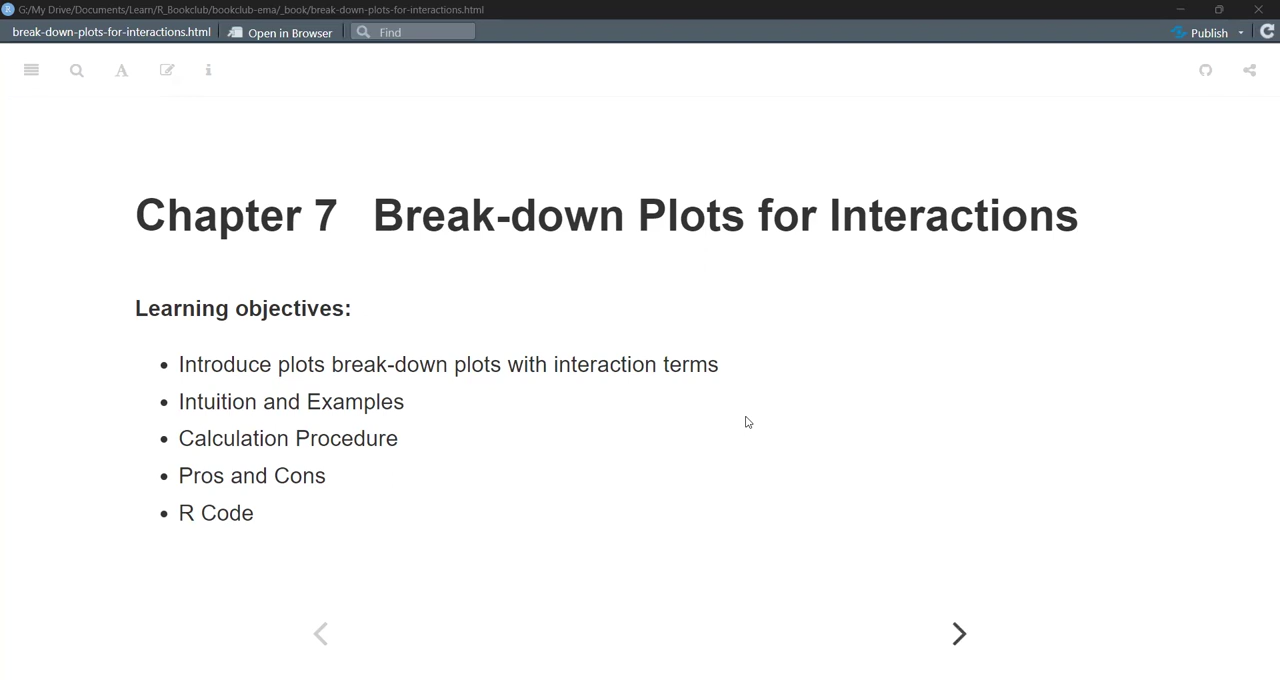 G:/My Drive/Documents/Learn/R_Bookclub/bookclub-ema/_book/break-down-plots-for-interactions.html
break-down-plots-for-interactions.html Open in Browser Find Publish
Chapter 7 Break-down Plots for Interactions
Learning objectives:
• Introduce plots break-down plots with interaction terms
• Intuition and Examples
• Calculation Procedure
• Pros and Cons
• R Code